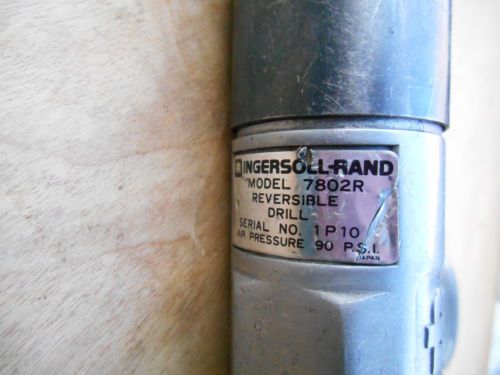 INGERSOLL-RAND
MODEL 7802R
REVERSIBLE
DRILL
SERIAL NO. 1P10
AIR PRESSURE 90 P.S.I.
JAPAN